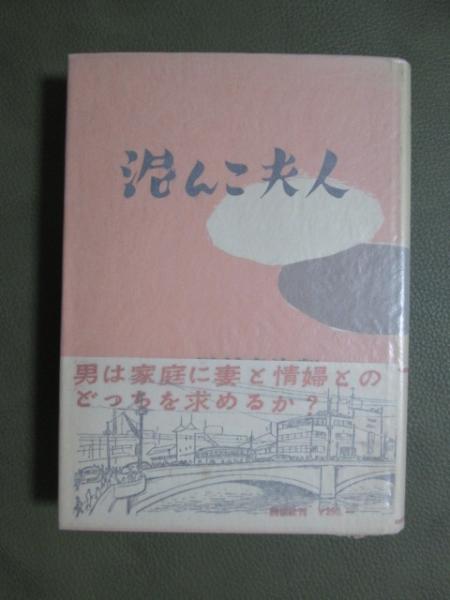 泥んこ夫人
男は家庭に妻と情婦との
どっちを求めるか？